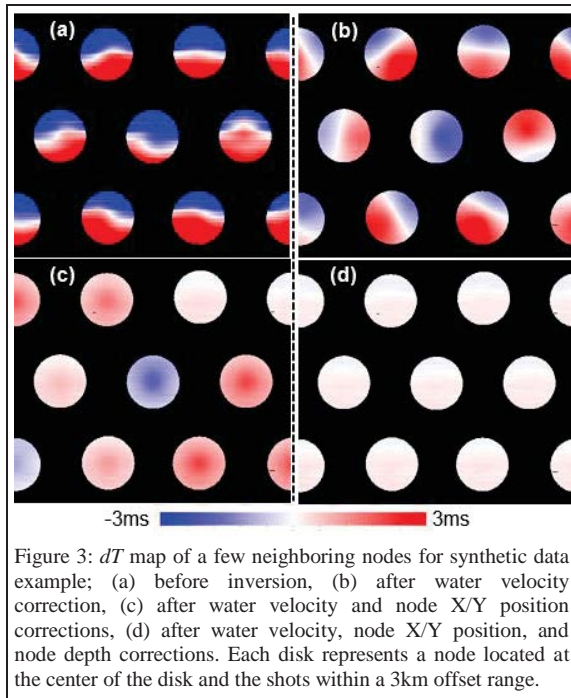 (a)
(b)
(c)
(d)
-3ms
3ms
Figure 3: dT map of a few neighboring nodes for synthetic data
example; (a) before inversion, (b) after water velocity
correction, (c) after water velocity and node X/Y position
corrections, (d) after water velocity, node X/Y position, and
node depth corrections. Each disk represents a node located at
the center of the disk and the shots within a 3km offset range.